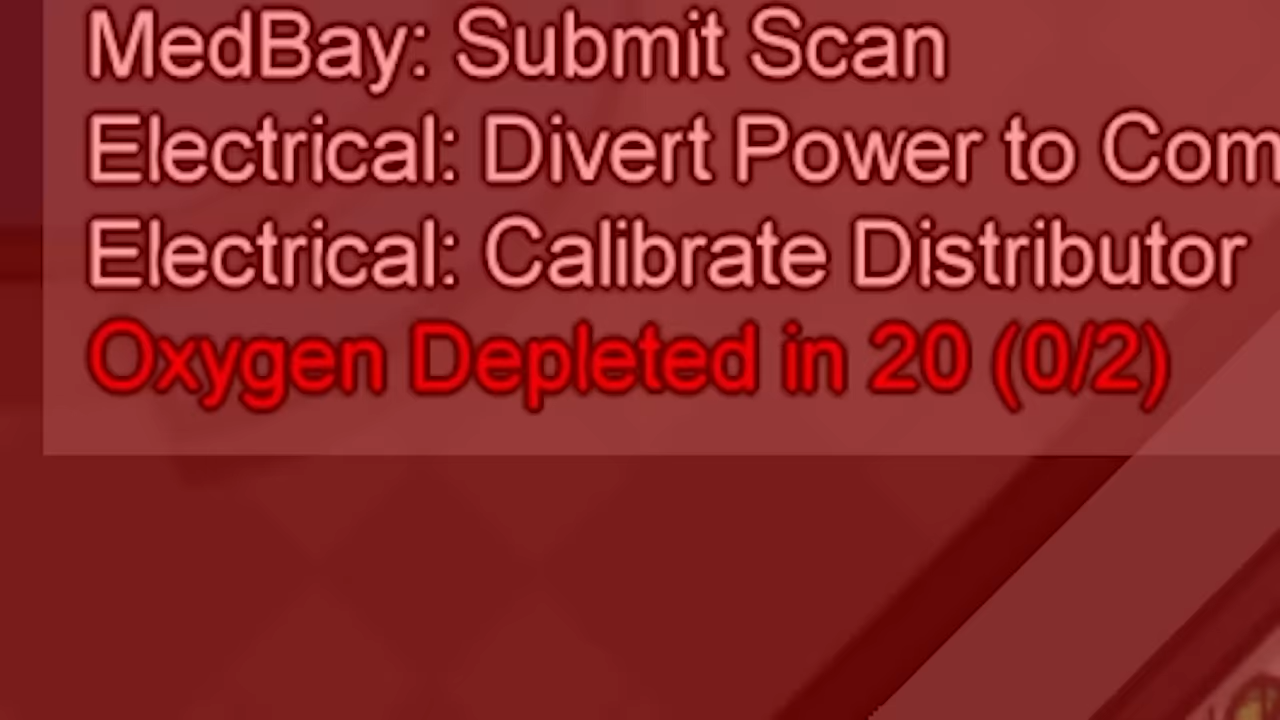 MedBay: Submit Scan
Electrical: Divert Power to Com
Electrical: Calibrate Distributor
Oxygen Depleted in 20 (0/2)